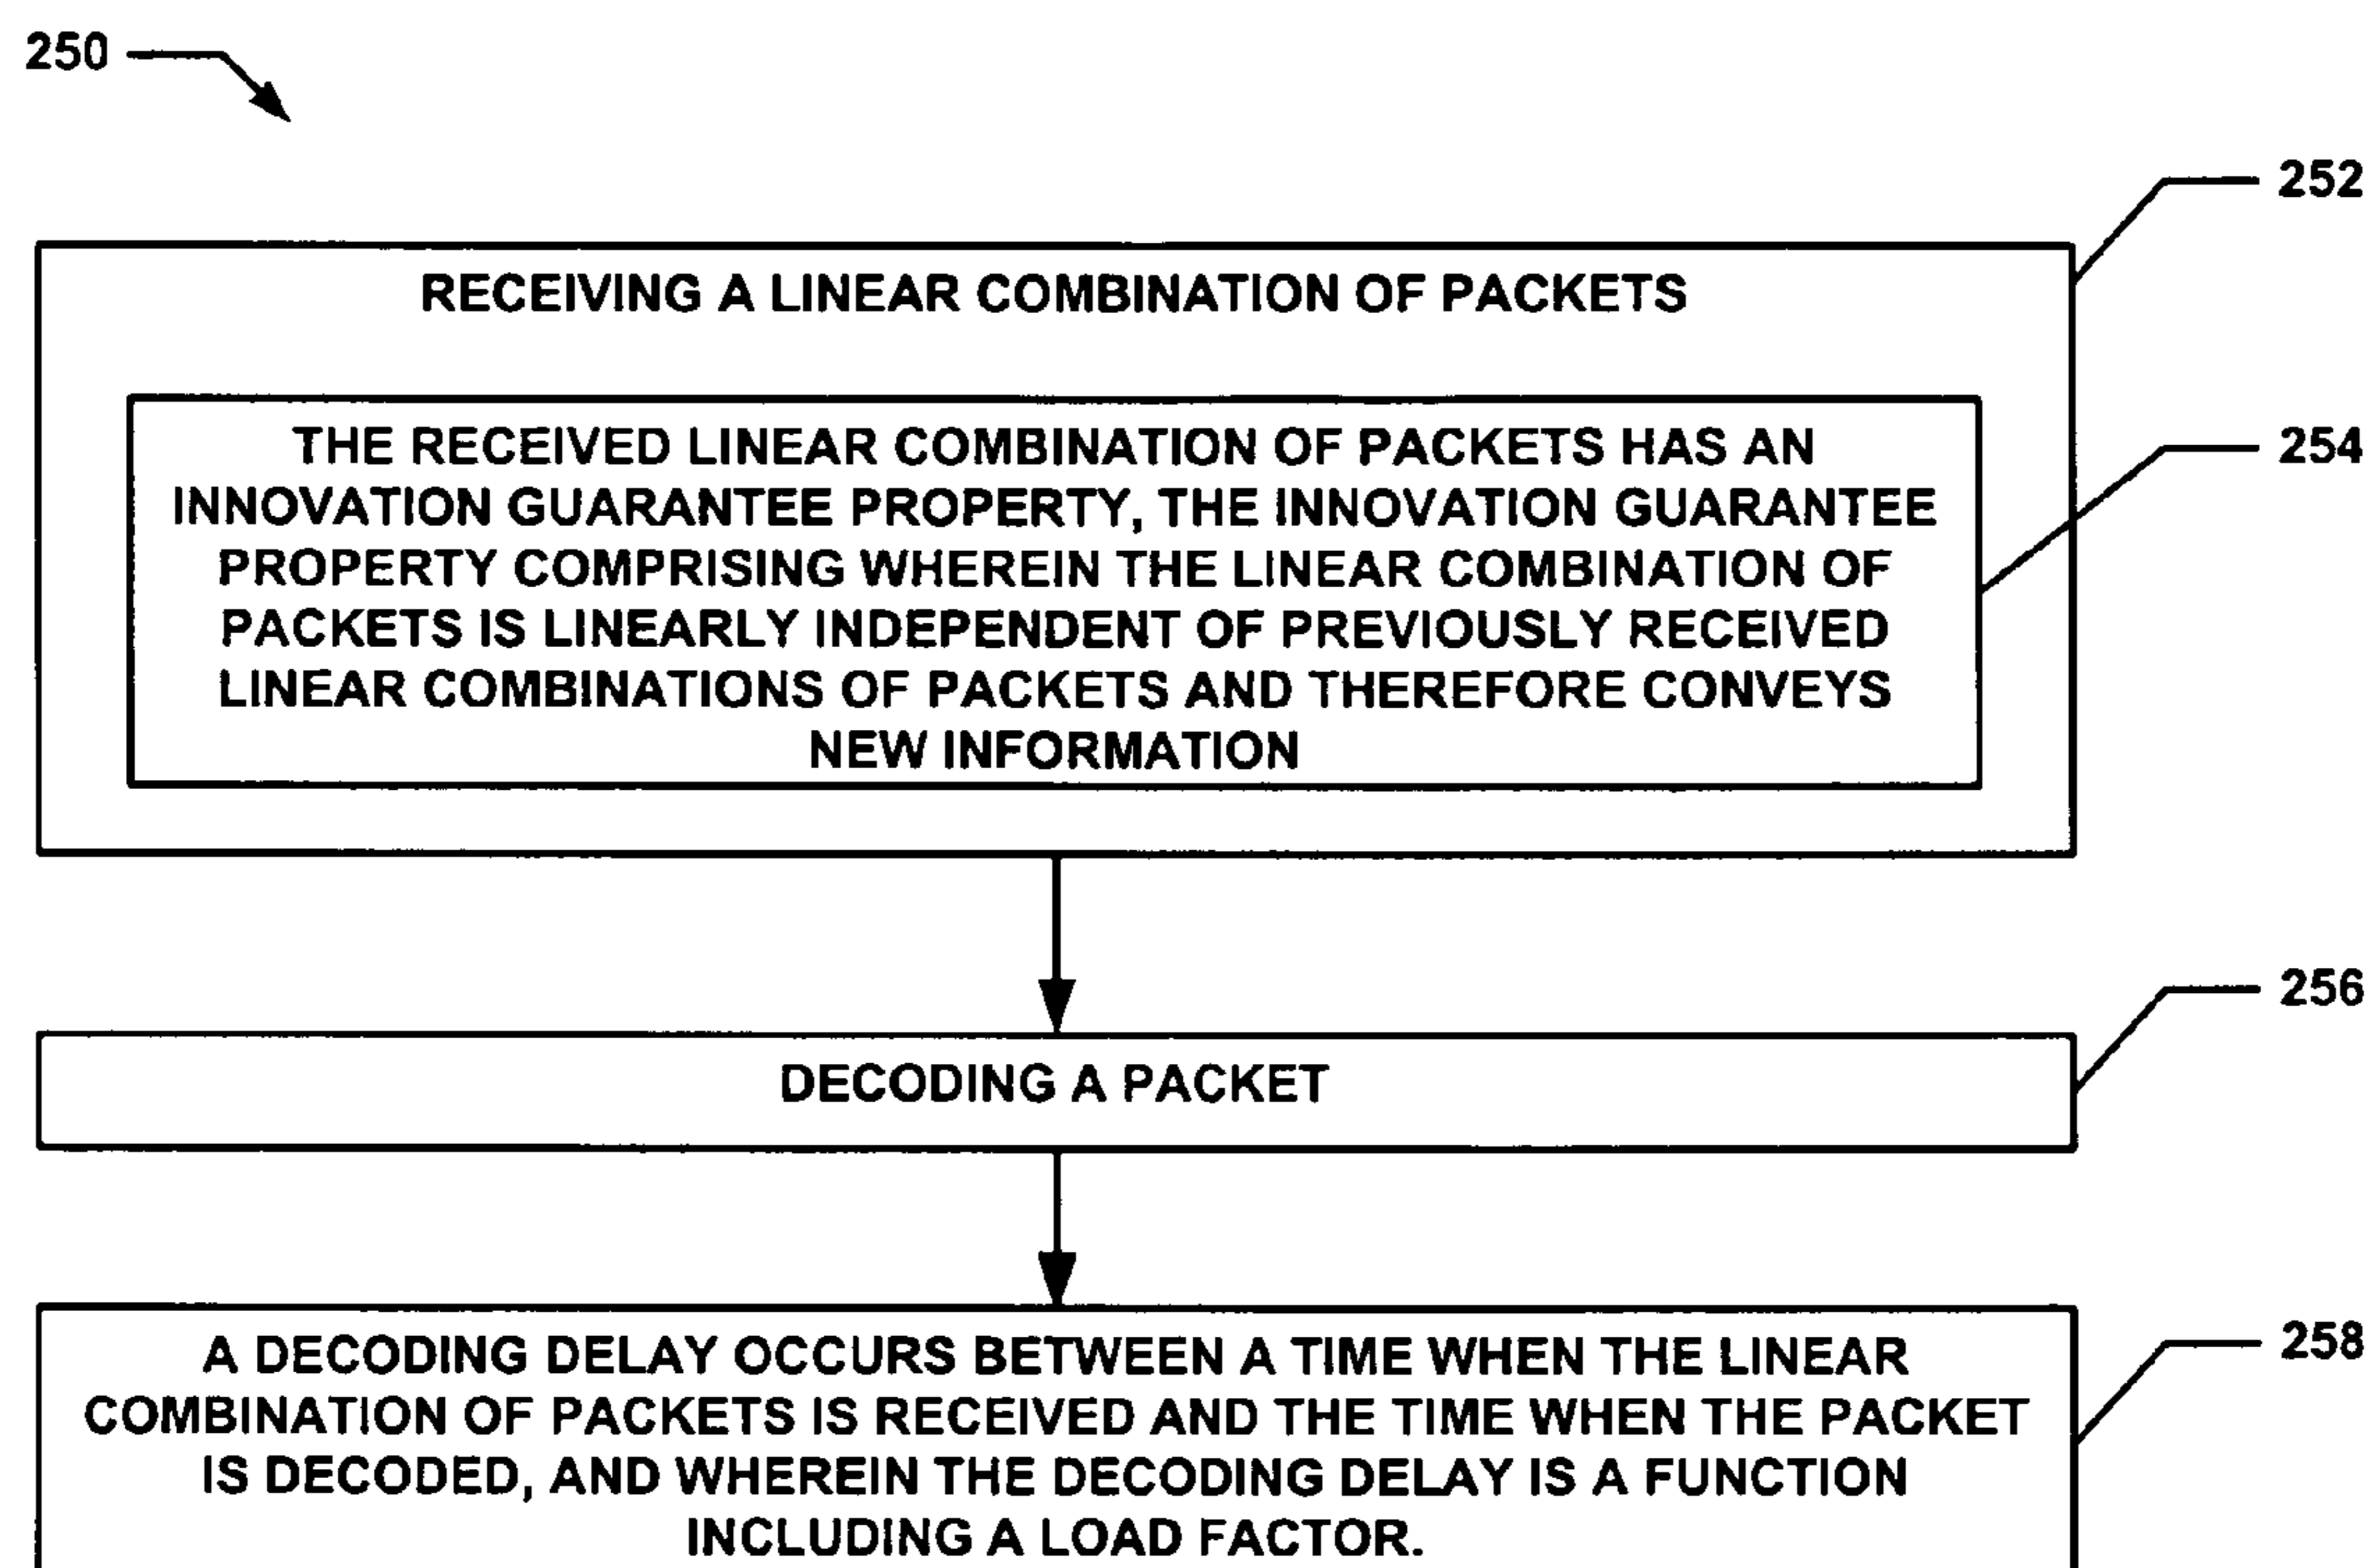 250
252
RECEIVING A LINEAR COMBINATION OF PACKETS
254
THE RECEIVED LINEAR COMBINATION OF PACKETS HAS AN
INNOVATION GUARANTEE PROPERTY, THE INNOVATION GUARANTEE
PROPERTY COMPRISING WHEREIN THE LINEAR COMBINATION OF
PACKETS IS LINEARLY INDEPENDENT OF PREVIOUSLY RECEIVED
LINEAR COMBINATIONS OF PACKETS AND THEREFORE CONVEYS
NEW INFORMATION
256
DECODING A PACKET
258
A DECODING DELAY OCCURS BETWEEN A TIME WHEN THE LINEAR
COMBINATION OF PACKETS IS RECEIVED AND THE TIME WHEN THE PACKET
IS DECODED, AND WHEREIN THE DECODING DELAY IS A FUNCTION
INCLUDING A LOAD FACTOR.